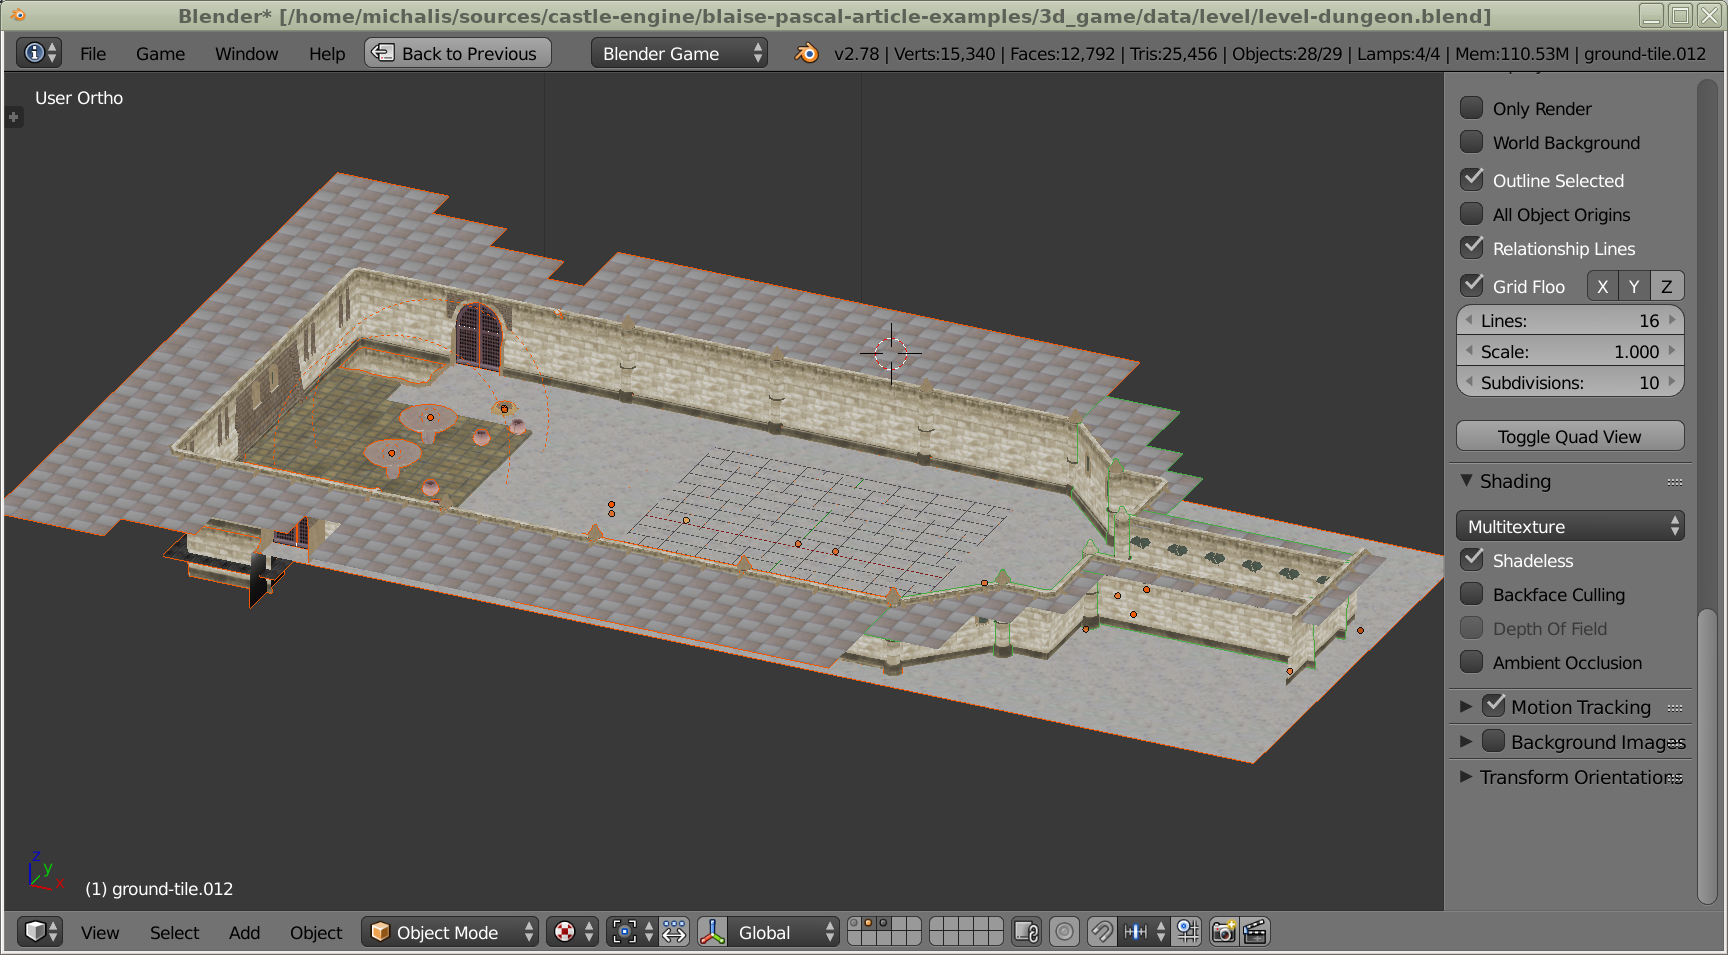 Blender* [/home/michalis/sources/castle-engine/blaise-pascal-article-examples/3d_game/data/level/level-dungeon.blend]
File Game Window Help Back to Previous Blender Game v2.78 | Verts:15,340 | Faces:12,792 | Tris:25,456 | Objects:28/29 | Lamps:4/4 | Mem:110.53M | ground-tile.012
User Ortho
Only Render
World Background
Outline Selected
All Object Origins
Relationship Lines
Grid Floo X Y Z
Lines: 16
Scale: 1.000
Subdivisions: 10
Toggle Quad View
Shading
Multitexture
Shadeless
Backface Culling
Depth Of Field
Ambient Occlusion
Motion Tracking
Background Images
Transform Orientations
z
y
x
(1) ground-tile.012
View Select Add Object Object Mode Global